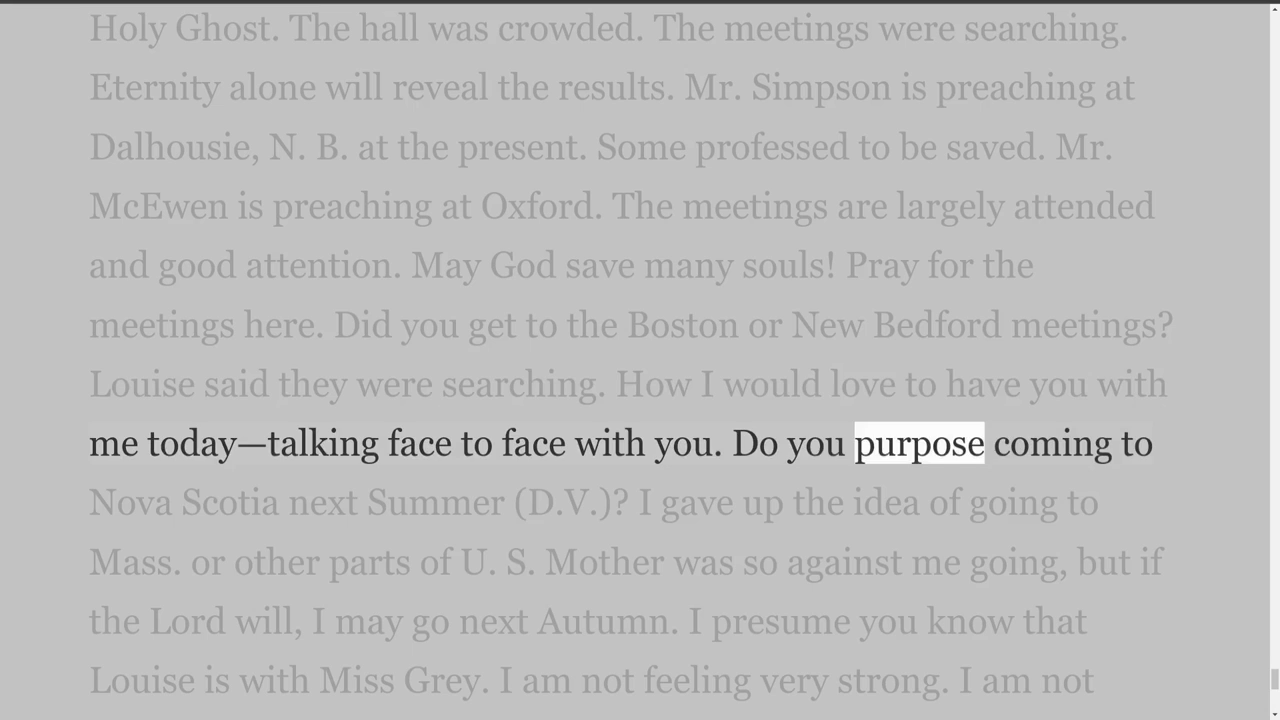 Holy Ghost. The hall was crowded. The meetings were searching.
Eternity alone will reveal the results. Mr. Simpson is preaching at
Dalhousie, N. B. at the present. Some professed to be saved. Mr.
McEwen is preaching at Oxford. The meetings are largely attended
and good attention. May God save many souls! Pray for the
meetings here. Did you get to the Boston or New Bedford meetings?
Louise said they were searching. How I would love to have you with
me today—talking face to face with you. Do you purpose coming to
Nova Scotia next Summer (D.V.)? I gave up the idea of going to
Mass. or other parts of U. S. Mother was so against me going, but if
the Lord will, I may go next Autumn. I presume you know that
Louise is with Miss Grey. I am not feeling very strong. I am not